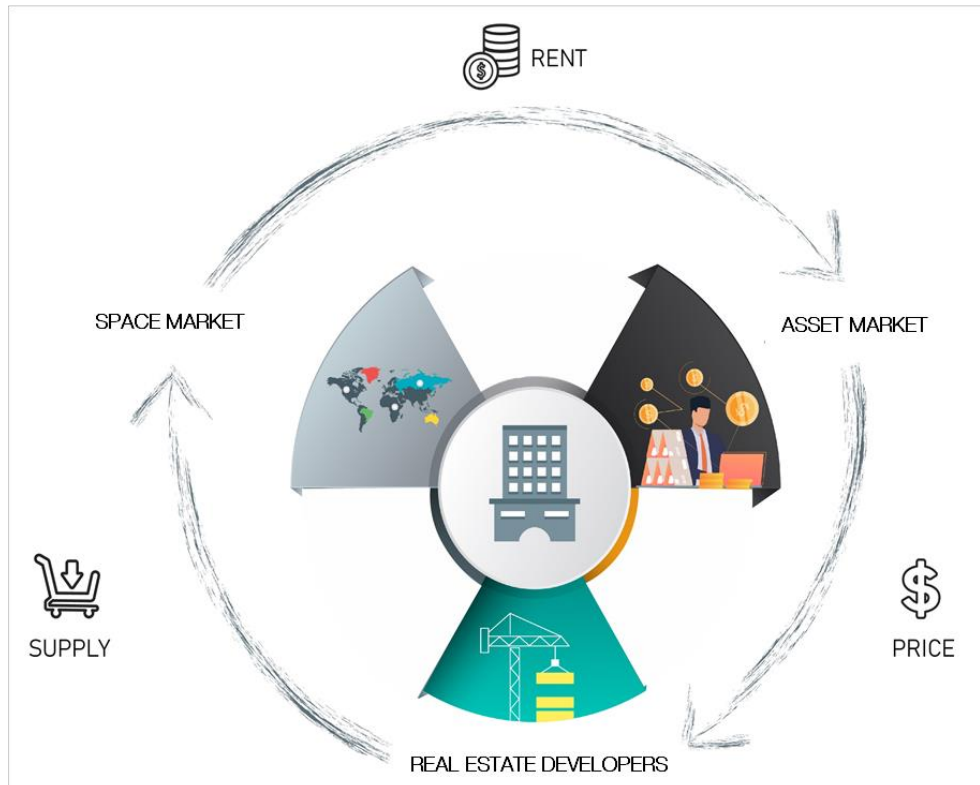 RENT
SPACE MARKET
ASSET MARKET
SUPPLY
PRICE
REAL ESTATE DEVELOPERS